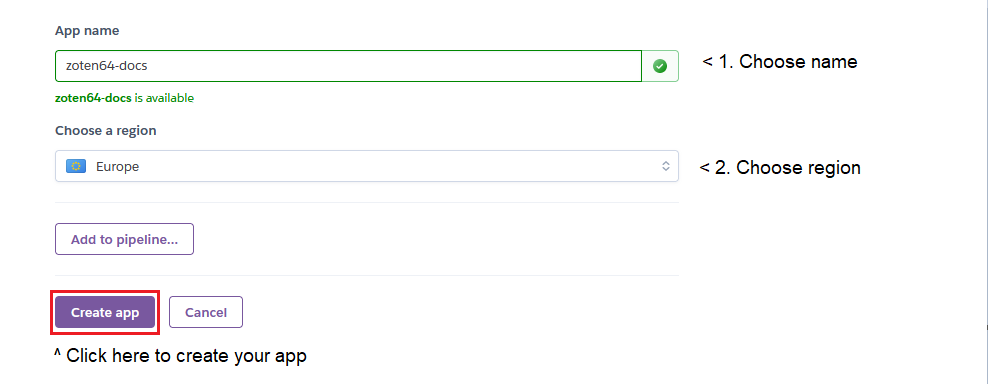 App name
zoten64-docs
< 1. Choose name
zoten64-docs is available
Choose a region
Europe
< 2. Choose region
Add to pipeline...
Create app
Cancel
^ Click here to create your app